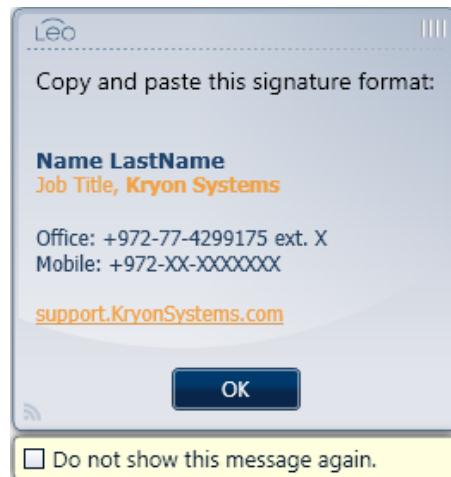 Leo
Copy and paste this signature format:
Name LastName
Job Title, Kryon Systems
Office: +972-77-4299175 ext. X
Mobile: +972-XX-XXXXXXX
support.KryonSystems.com
OK
Do not show this message again.